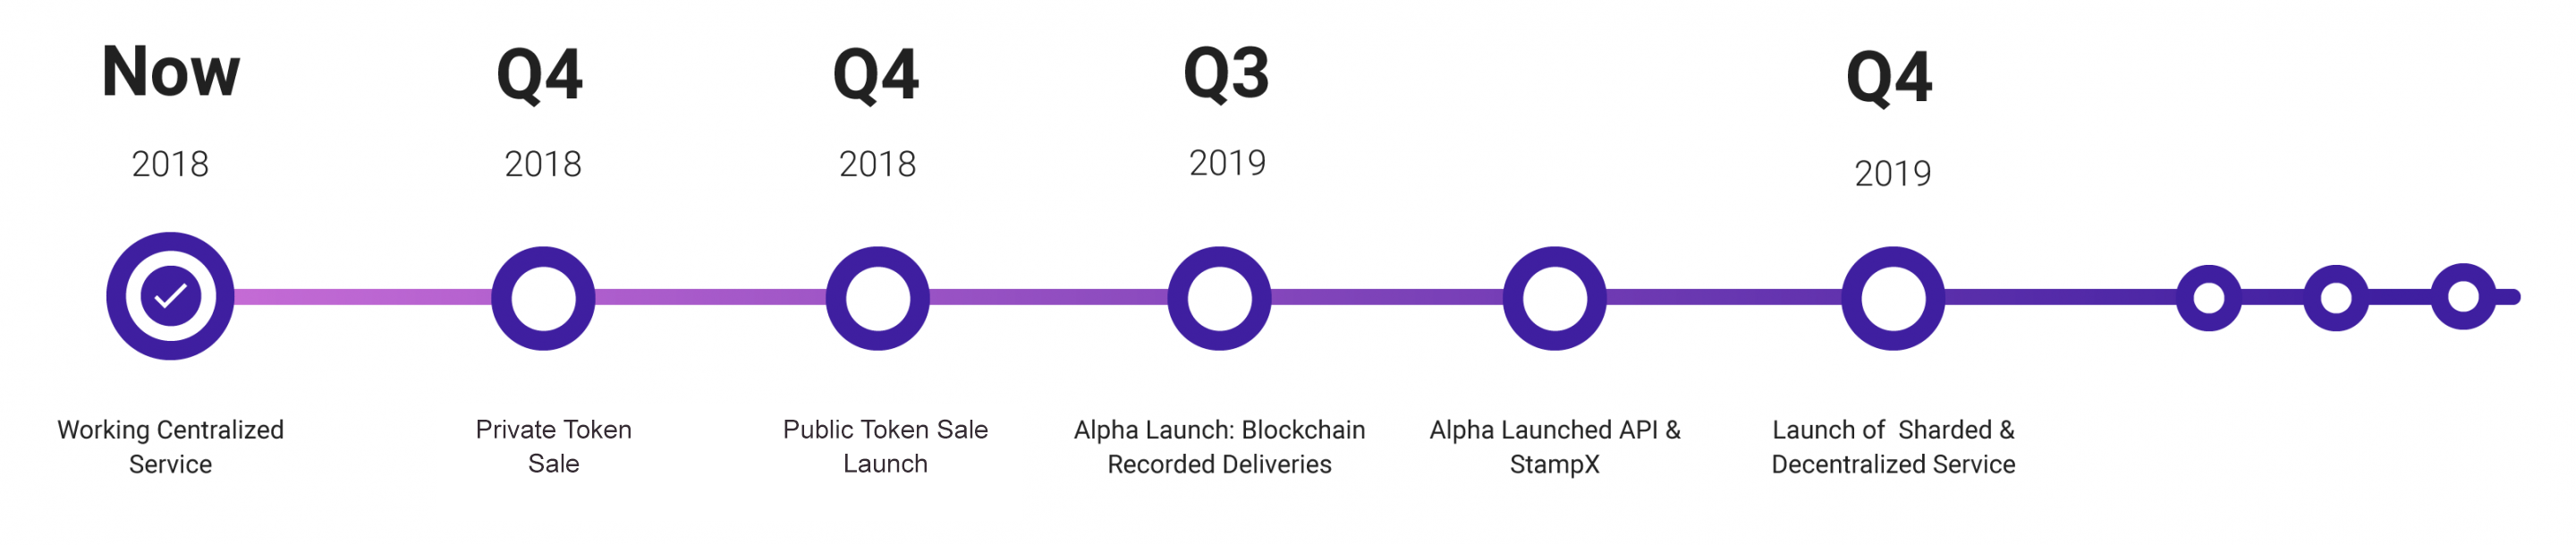 Now
2018
Working Centralized
Service
Q4
2018
Private Token
Sale
Q4
2018
Public Token Sale
Launch
Q3
2019
Alpha Launch: Blockchain
Recorded Deliveries
Alpha Launched API &
StampX
Q4
2019
Launch of Sharded &
Decentralized Service